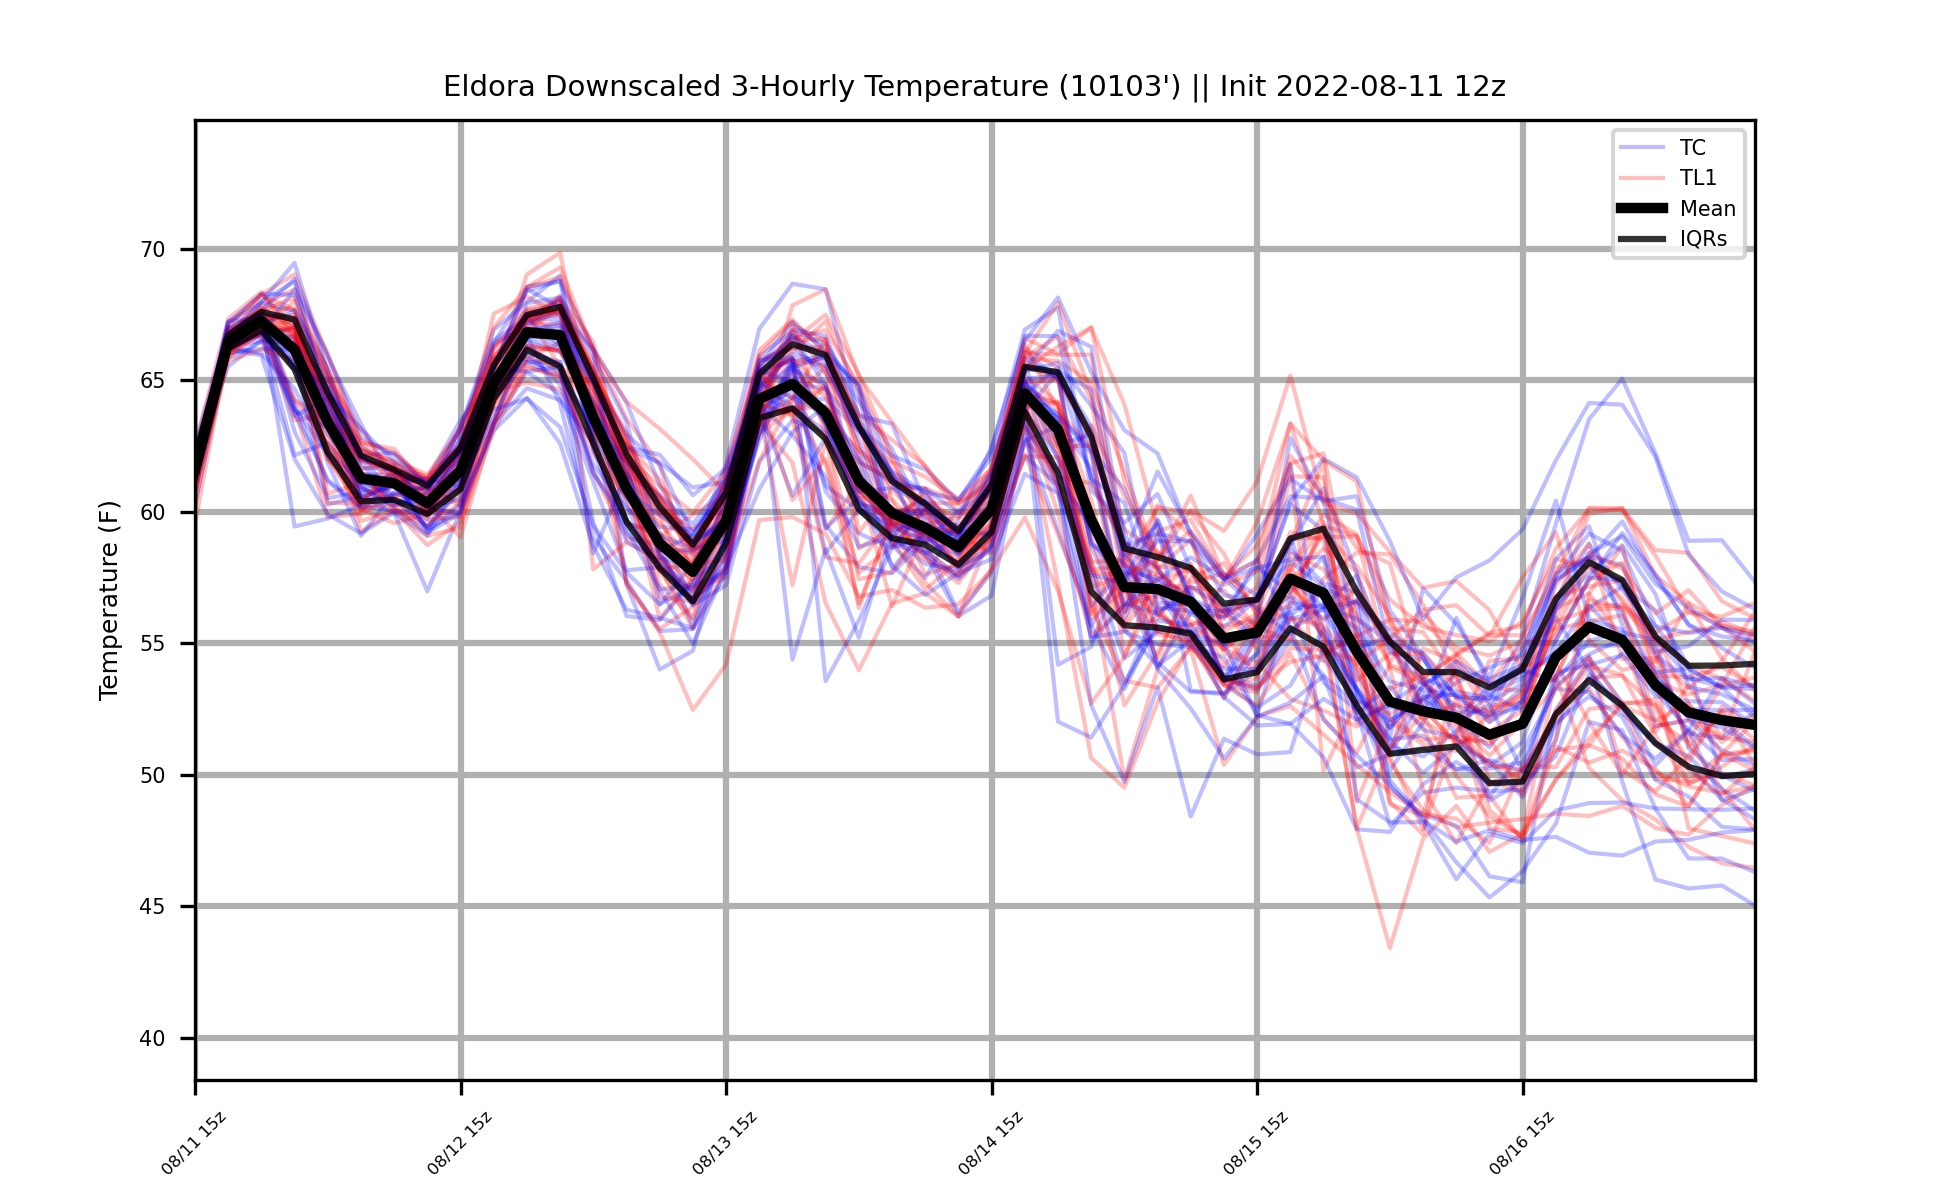 Eldora Downscaled 3-Hourly Temperature (10103') || Init 2022-08-11 12z
TC
TL1
Mean
IQRs
Temperature (F)
70
65
60
55
50
45
40
08/11 15z
08/12 15z
08/13 15z
08/14 15z
08/15 15z
08/16 15z